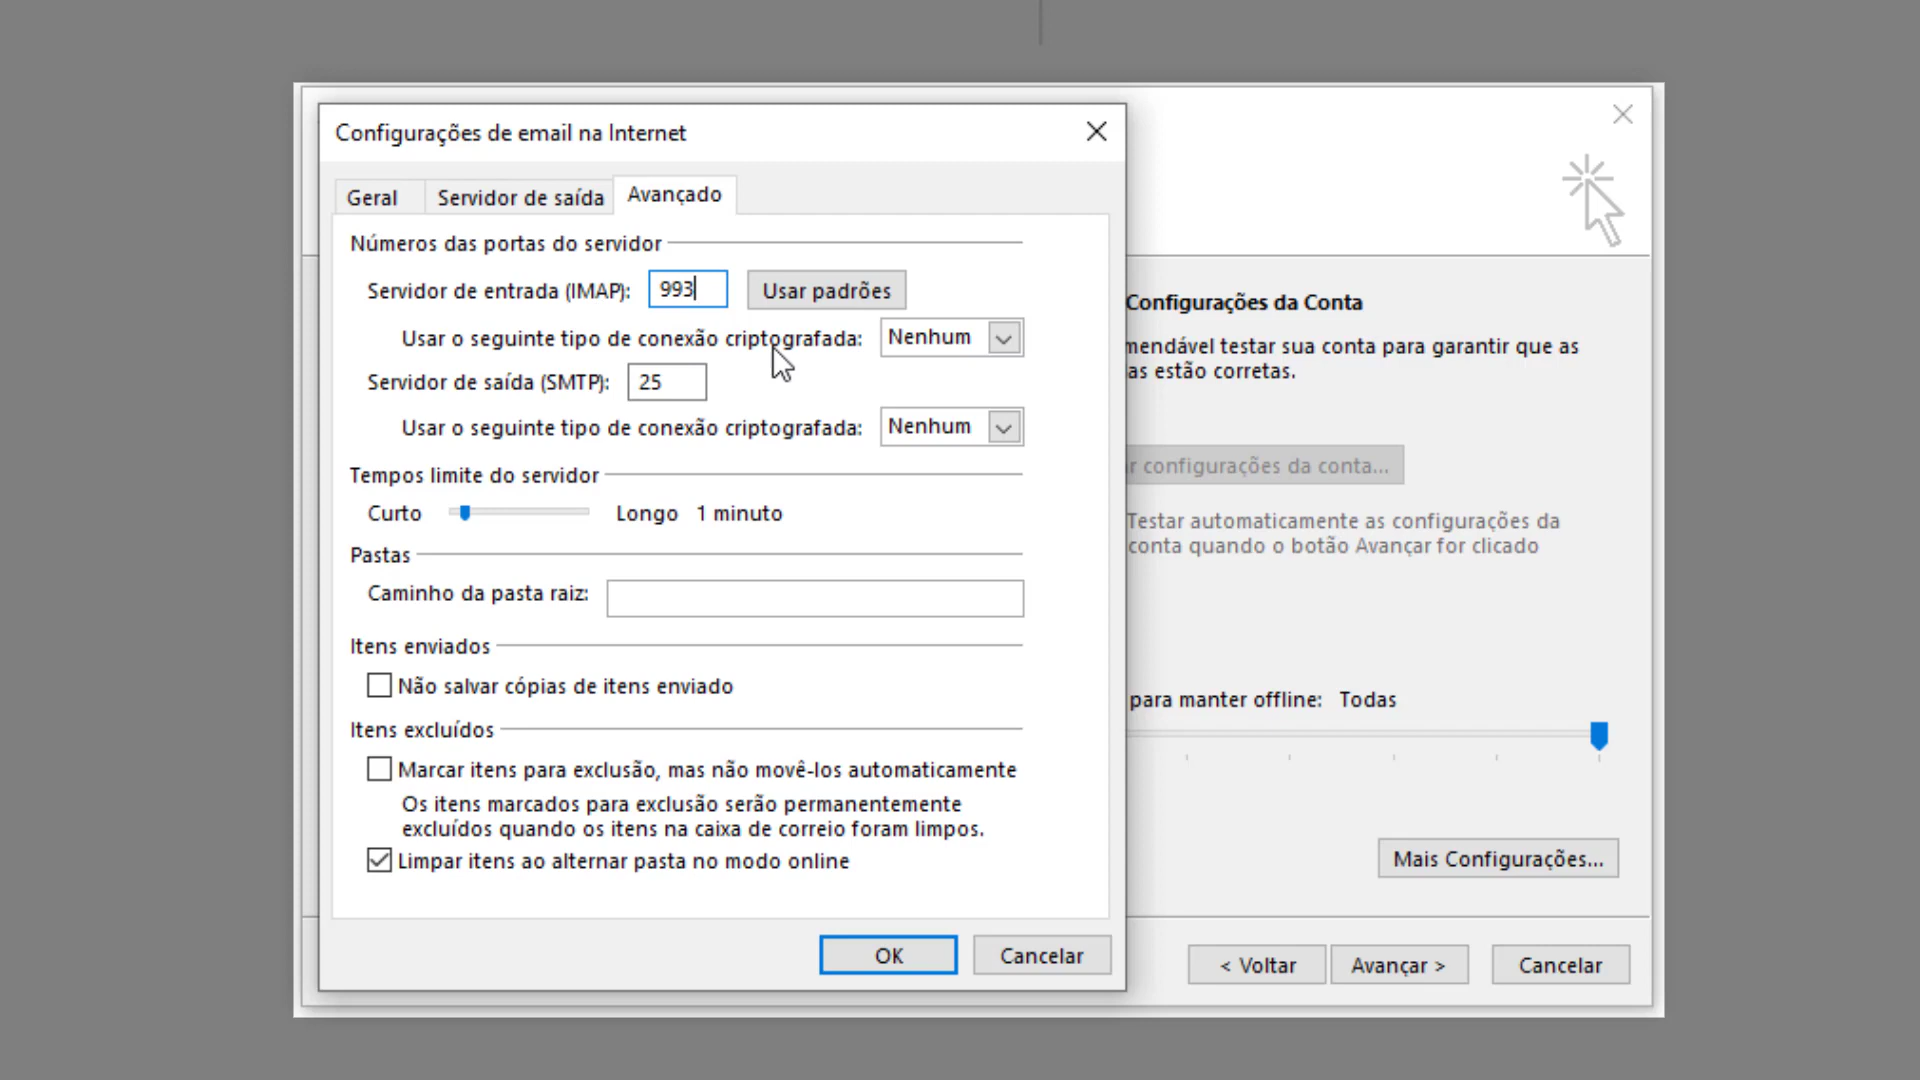 Configurações de email na Internet
Geral
Servidor de saída
Avançado
Números das portas do servidor
Servidor de entrada (IMAP): 993 Usar padrões
Usar o seguinte tipo de conexão criptografada: Nenhum
Servidor de saída (SMTP): 25
Usar o seguinte tipo de conexão criptografada: Nenhum
Tempos limite do servidor
Curto Longo 1 minuto
Pastas
Caminho da pasta raiz:
Itens enviados
Não salvar cópias de itens enviado
Itens excluídos
Marcar itens para exclusão, mas não movê-los automaticamente
Os itens marcados para exclusão serão permanentemente
excluídos quando os itens na caixa de correio foram limpos.
Limpar itens ao alternar pasta no modo online
OK Cancelar
Configurações da Conta
mendável testar sua conta para garantir que as
as estão corretas.
r configurações da conta...
Testar automaticamente as configurações da
conta quando o botão Avançar for clicado
para manter offline: Todas
Mais Configurações...
< Voltar Avançar > Cancelar